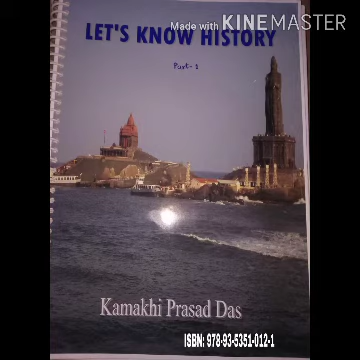 Made with KINEMASTER
LET'S KNOW HISTORY
Part-1
Kamakhi Prasad Das
ISBN: 978-93-5351-012-1